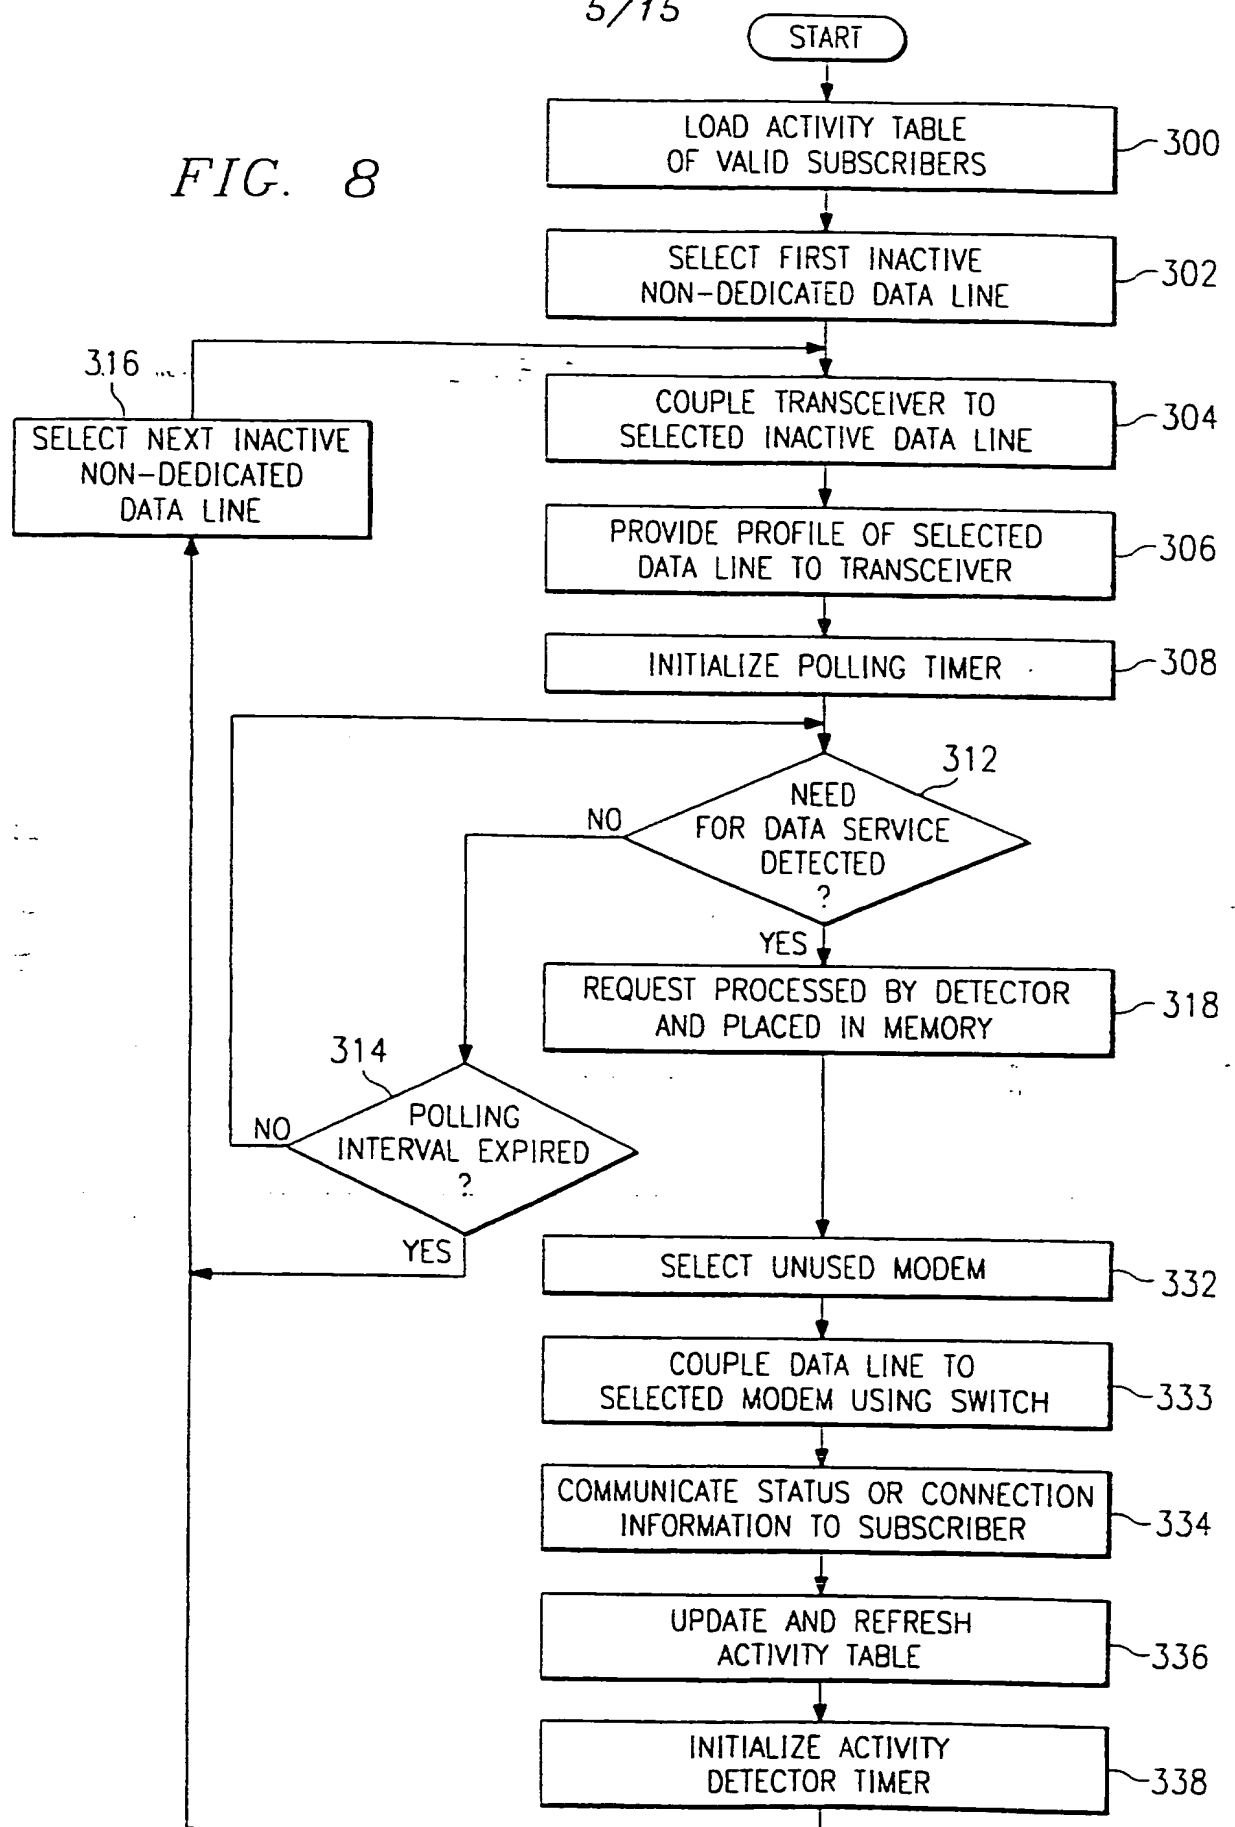 5/15
START
FIG. 8
LOAD ACTIVITY TABLE
OF VALID SUBSCRIBERS
300
SELECT FIRST INACTIVE
NON-DEDICATED DATA LINE
302
316
SELECT NEXT INACTIVE
NON-DEDICATED
DATA LINE
COUPLE TRANSCEIVER TO
SELECTED INACTIVE DATA LINE
304
PROVIDE PROFILE OF SELECTED
DATA LINE TO TRANSCEIVER
306
INITIALIZE POLLING TIMER
308
312
NEED
FOR DATA SERVICE
DETECTED
?
NO
YES
REQUEST PROCESSED BY DETECTOR
AND PLACED IN MEMORY
318
314
POLLING
INTERVAL EXPIRED
?
NO
YES
SELECT UNUSED MODEM
332
COUPLE DATA LINE TO
SELECTED MODEM USING SWITCH
333
COMMUNICATE STATUS OR CONNECTION
INFORMATION TO SUBSCRIBER
334
UPDATE AND REFRESH
ACTIVITY TABLE
336
INITIALIZE ACTIVITY
DETECTOR TIMER
338